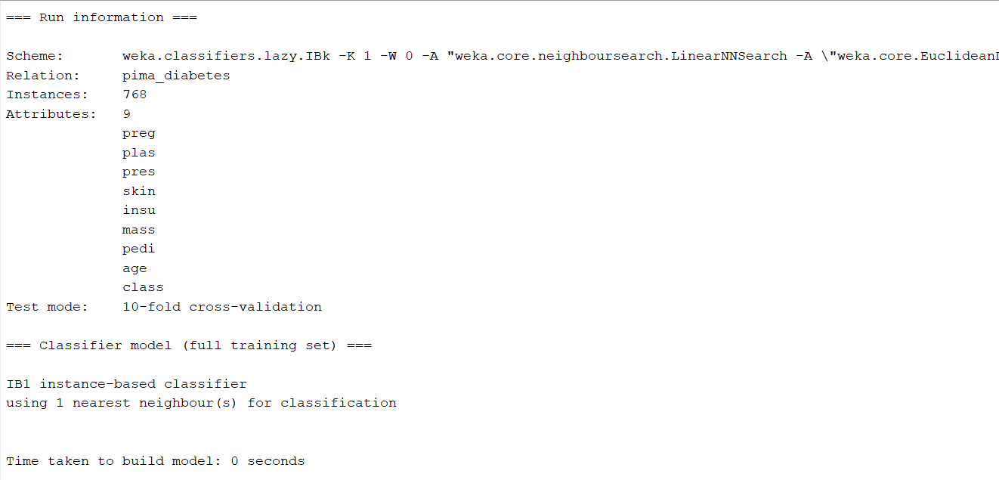 === Run information ===
Scheme: weka.classifiers.lazy.IBk -K 1 -W 0 -A "weka.core.neighboursearch.LinearNNSearch -A \"weka.core.Euclidean
Relation: pima_diabetes
Instances: 768
Attributes: 9
preg
plas
pres
skin
insu
mass
pedi
age
class
Test mode: 10-fold cross-validation
=== Classifier model (full training set) ===
IB1 instance-based classifier
using 1 nearest neighbour(s) for classification
Time taken to build model: 0 seconds